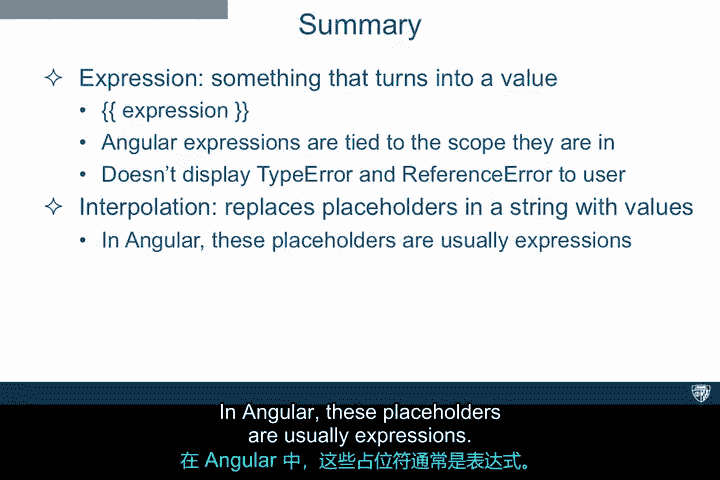 Summary
Expression: something that turns into a value
{{ expression }}
Angular expressions are tied to the scope they are in
Doesn't display TypeError and ReferenceError to user
Interpolation: replaces placeholders in a string with values
In Angular, these placeholders are usually expressions
In Angular, these placeholders
are usually expressions.
在 Angular 中，这些占位符通常是表达式。